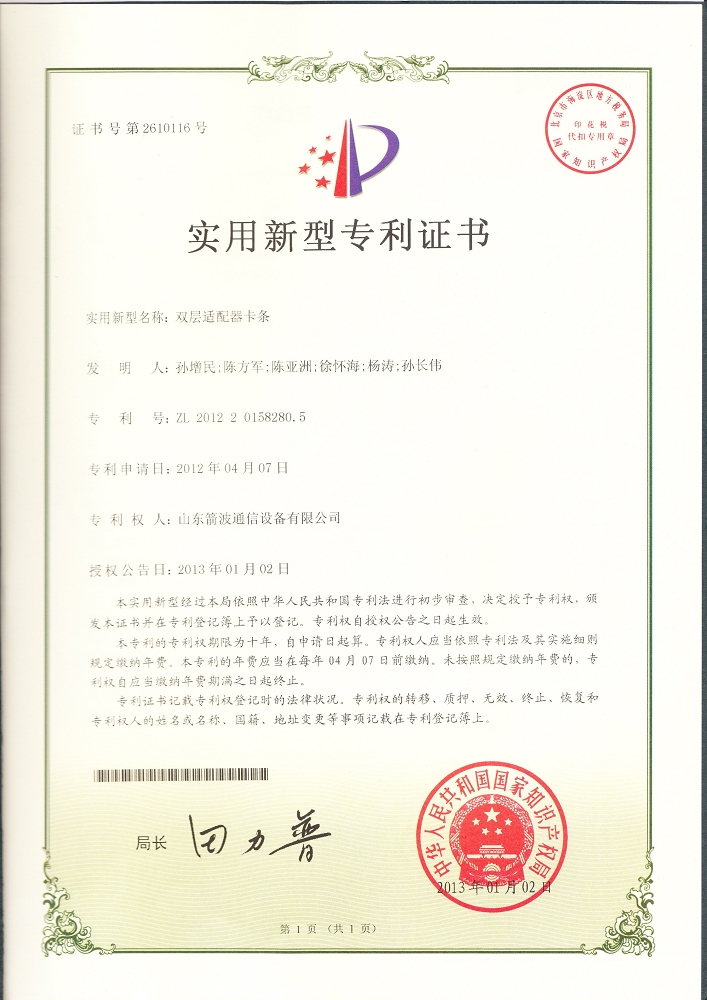 证书号第2610116号
北京市海淀区地方税务局
印花税
代扣专用章
国家知识产权局
实用新型专利证书
实用新型名称：双层适配器卡条
发明人：孙增民;陈方军;陈亚洲;徐怀海;杨涛;孙长伟
专利号：ZL 2012 2 0158280.5
专利申请日：2012年04月07日
专利权人：山东箭波通信设备有限公司
授权公告日：2013年01月02日
本实用新型经过本局依照中华人民共和国专利法进行初步审查，决定授予专利权，颁
发本证书并在专利登记簿上予以登记。专利权自授权公告之日起生效。
本专利的专利权期限为十年，自申请日起算。专利权人应当依照专利法及其实施细则
规定缴纳年费。本专利的年费应当在每年04月07日前缴纳。未按照规定缴纳年费的，专
利权自应当缴纳年费期满之日起终止。
专利证书记载专利权登记时的法律状况。专利权的转移、质押、无效、终止、恢复和
专利权人的姓名或名称、国籍、地址变更等事项记载在专利登记簿上。
局长 田力普
中华人民共和国国家知识产权局
2013年01月02日
第1页（共1页）